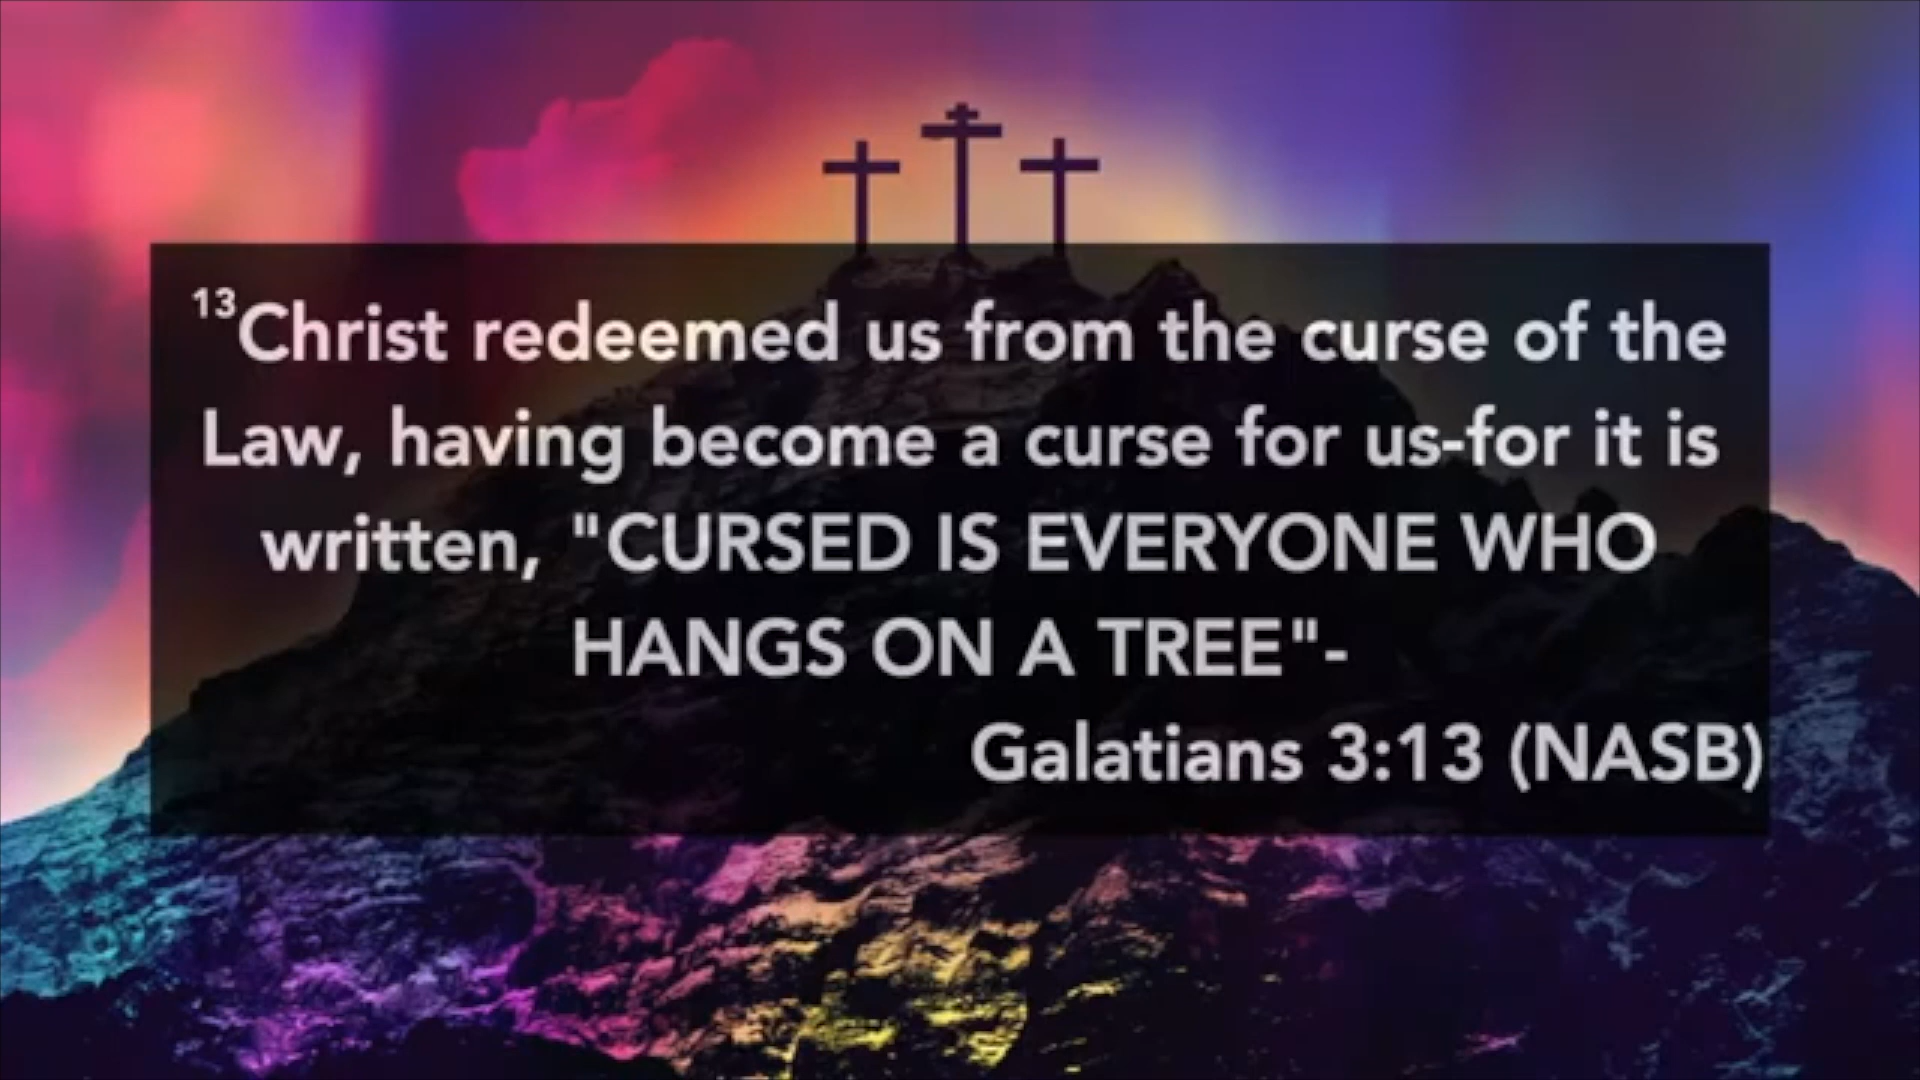 13Christ redeemed us from the curse of the
Law, having become a curse for us-for it is
written, "CURSED IS EVERYONE WHO
HANGS ON A TREE"-
Galatians 3:13 (NASB)